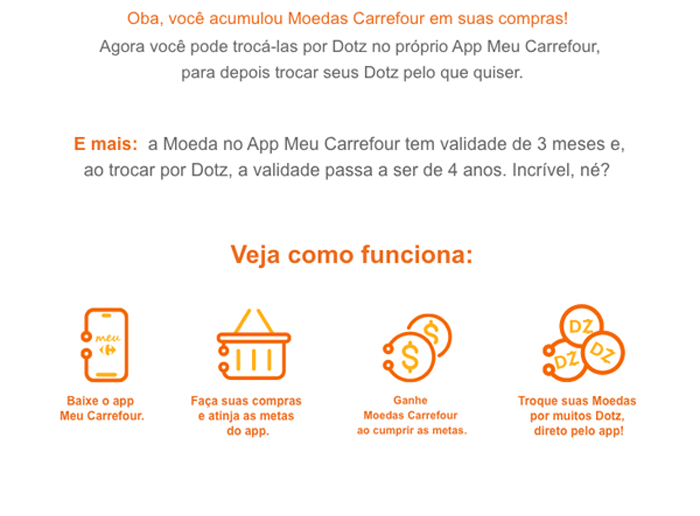 Oba, você acumulou Moedas Carrefour em suas compras!
Agora você pode trocá-las por Dotz no próprio App Meu Carrefour,
para depois trocar seus Dotz pelo que quiser.
E mais: a Moeda no App Meu Carrefour tem validade de 3 meses e,
ao trocar por Dotz, a validade passa a ser de 4 anos. Incrível, né?
Veja como funciona:
meu
$
$
DZ
DZ
DZ
Baixe o app
Meu Carrefour.
Faça suas compras
e atinja as metas
do app.
Ganhe
Moedas Carrefour
ao cumprir as metas.
Troque suas Moedas
por muitos Dotz,
direto pelo app!